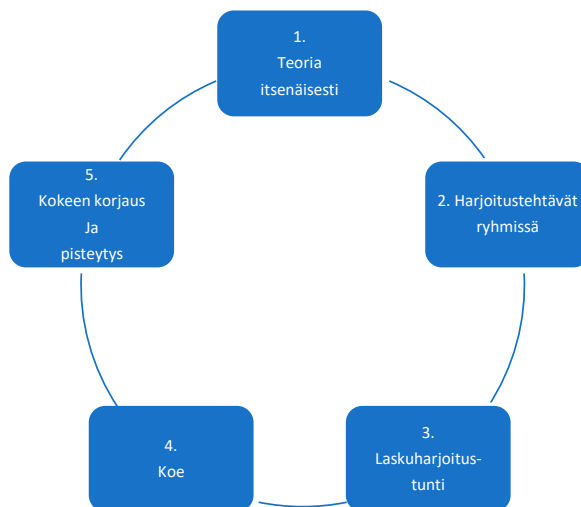 1.
Teoria
itsenäisesti
2. Harjoitustehtävät
ryhmissä
3.
Laskuharjoitus-
tunti
4.
Koe
5.
Kokeen korjaus
Ja
pisteytys